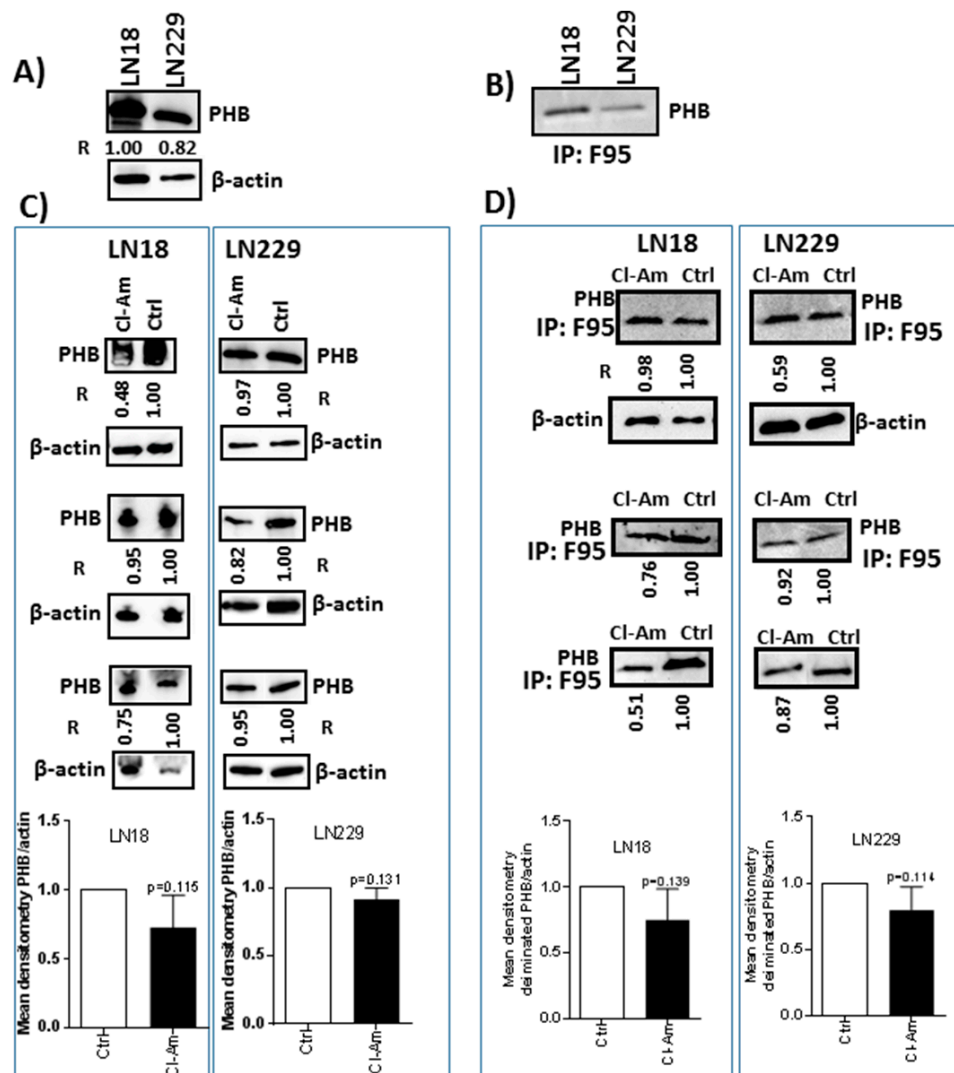 A)
LN18 LN229
PHB
R 1.00 0.82
β-actin
B)
LN18 LN229
PHB
IP: F95
C)
LN18
Cl-Am Ctrl
PHB
R 0.48 1.00
β-actin
PHB
R 0.95 1.00
β-actin
PHB
R 0.75 1.00
β-actin
LN229
Cl-Am Ctrl
PHB
0.97 1.00 R
β-actin
PHB
0.82 1.00 R
β-actin
PHB
0.95 1.00 R
β-actin
Mean densitometry PHB/actin
1.5
1.0
0.5
0.0
LN18
p=0.115
Ctrl
Cl-Am
Mean densitometry PHB/actin
1.5
1.0
0.5
0.0
LN229
p=0.131
Ctrl
Cl-Am
D)
LN18
Cl-Am Ctrl
PHB
IP: F95
R 0.98 1.00
β-actin
Cl-Am Ctrl
PHB
IP: F95
0.76 1.00
Cl-Am Ctrl
PHB
IP: F95
0.51 1.00
LN229
Cl-Am Ctrl
PHB
IP: F95
0.59 1.00
β-actin
Cl-Am Ctrl
PHB
IP: F95
0.92 1.00
Cl-Am Ctrl
0.87 1.00
Mean densitometry
deiminated PHB/actin
1.5
1.0
0.5
0.0
LN18
p=0.139
Ctrl
Cl-Am
Mean densitometry
deiminated PHB/actin
1.5
1.0
0.5
0.0
LN229
p=0.114
Ctrl
Cl-Am